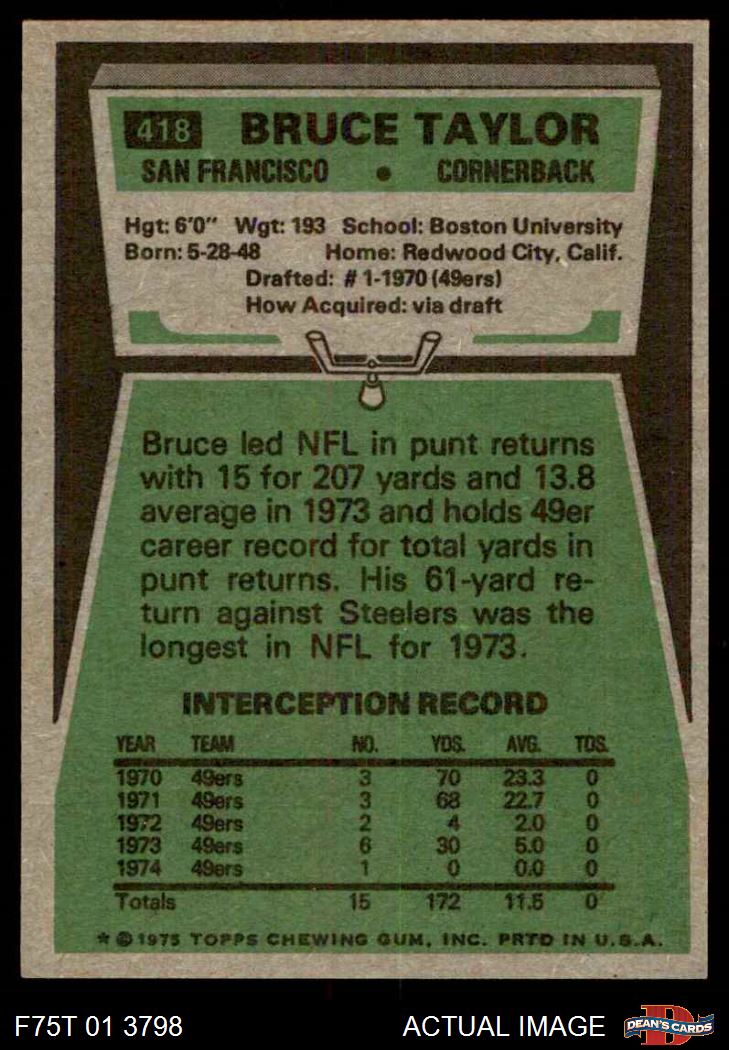 418 BRUCE TAYLOR
SAN FRANCISCO • CORNERBACK
Hgt: 6'0" Wgt: 193 School: Boston University
Born: 5-28-48 Home: Redwood City, Calif.
Drafted: #1-1970 (49ers)
How Acquired: via draft
Bruce led NFL in punt returns
with 15 for 207 yards and 13.8
average in 1973 and holds 49er
career record for total yards in
punt returns. His 61-yard re-
turn against Steelers was the
longest in NFL for 1973.
INTERCEPTION RECORD
YEAR TEAM NO. YDS. AVG. TDS.
1970 49ers 3 70 23.3 0
1971 49ers 3 68 22.7 0
1972 49ers 2 4 2.0 0
1973 49ers 6 30 5.0 0
1974 49ers 1 0 0.0 0
Totals 15 172 11.5 0
* © 1975 TOPPS CHEWING GUM, INC. PRTD IN U.S.A.
F75T 01 3798 ACTUAL IMAGE D DEAN'S CARDS